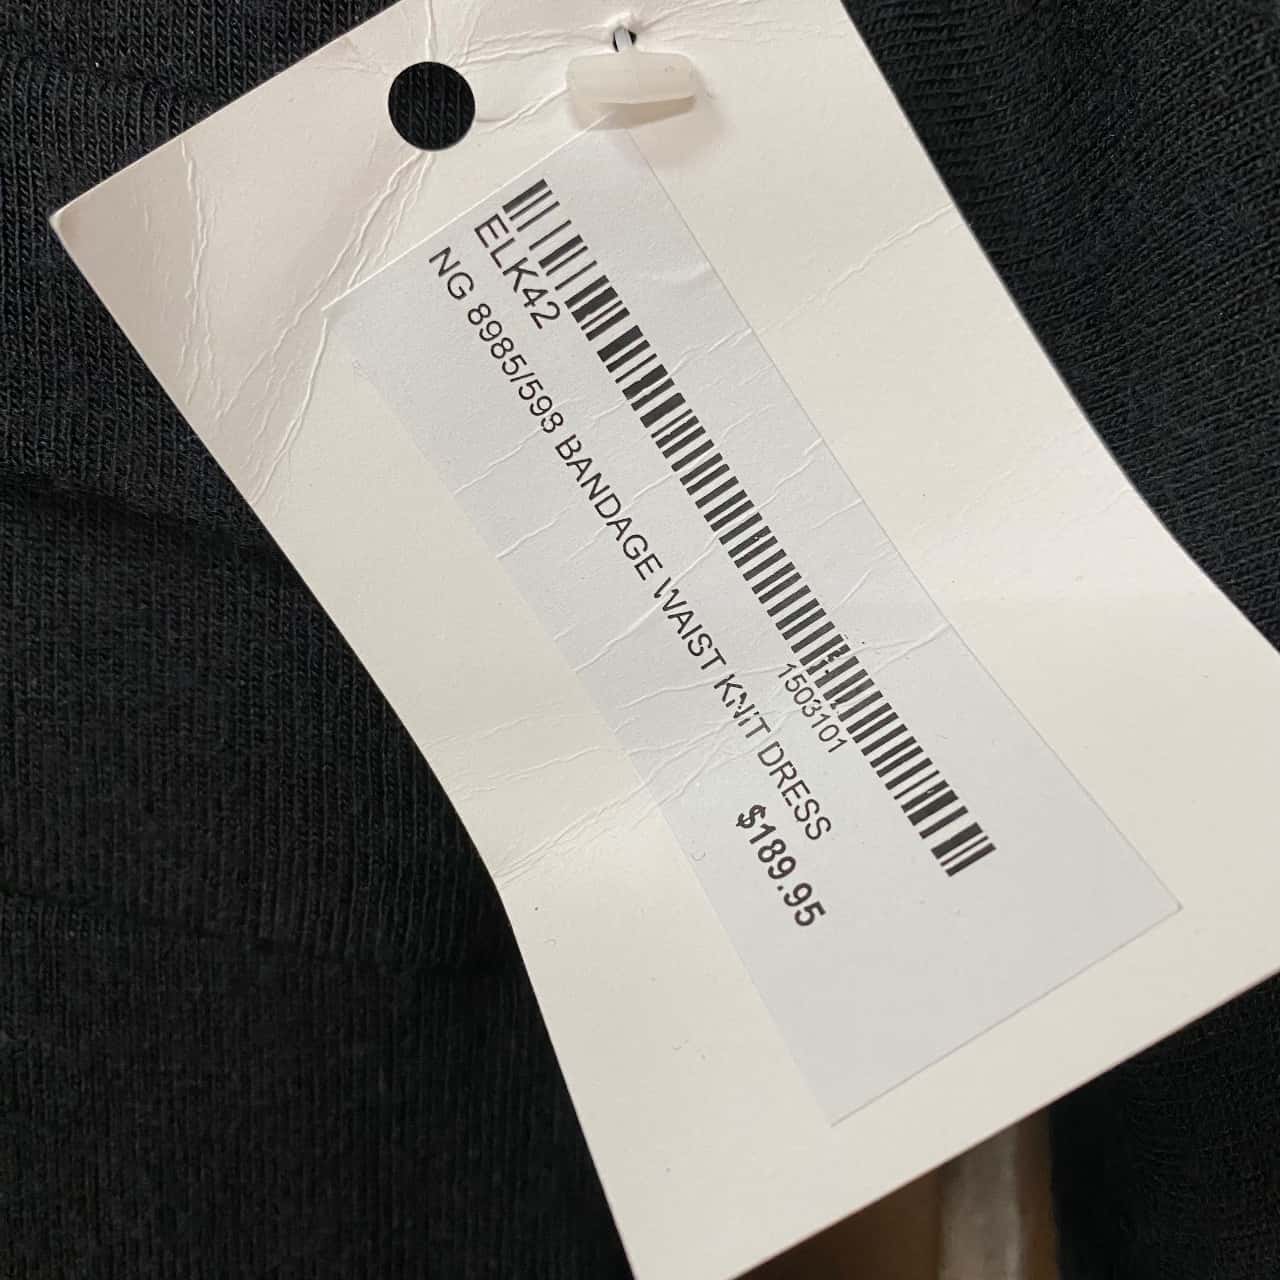 ELK42
1503101
NG 8985/598 BANDAGE WAIST KNIT DRESS
$189.95